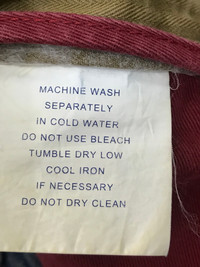 MACHINE WASH
SEPARATELY
IN COLD WATER
DO NOT USE BLEACH
TUMBLE DRY LOW
COOL IRON
IF NECESSARY
DO NOT DRY CLEAN